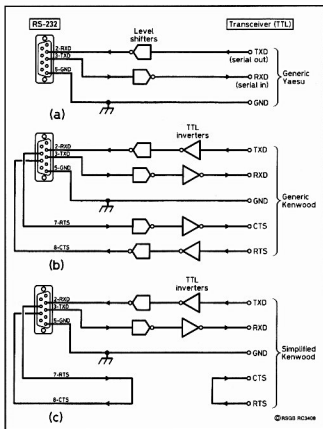 RS-232
Transceiver (TTL)
Level
shifters
2-RXD
3-TXD
5-GND
TXD
(serial out)
RXD
(serial in)
GND
Generic
Yaesu
(a)
TTL
inverters
2-RXD
3-TXD
5-GND
TXD
RXD
GND
7-RTS
CTS
8-CTS
RTS
Generic
Kenwood
(b)
TTL
inverters
2-RXD
3-TXD
5-GND
TXD
RXD
GND
7-RTS
CTS
8-CTS
RTS
Simplified
Kenwood
(c)
©RSGB RC3408